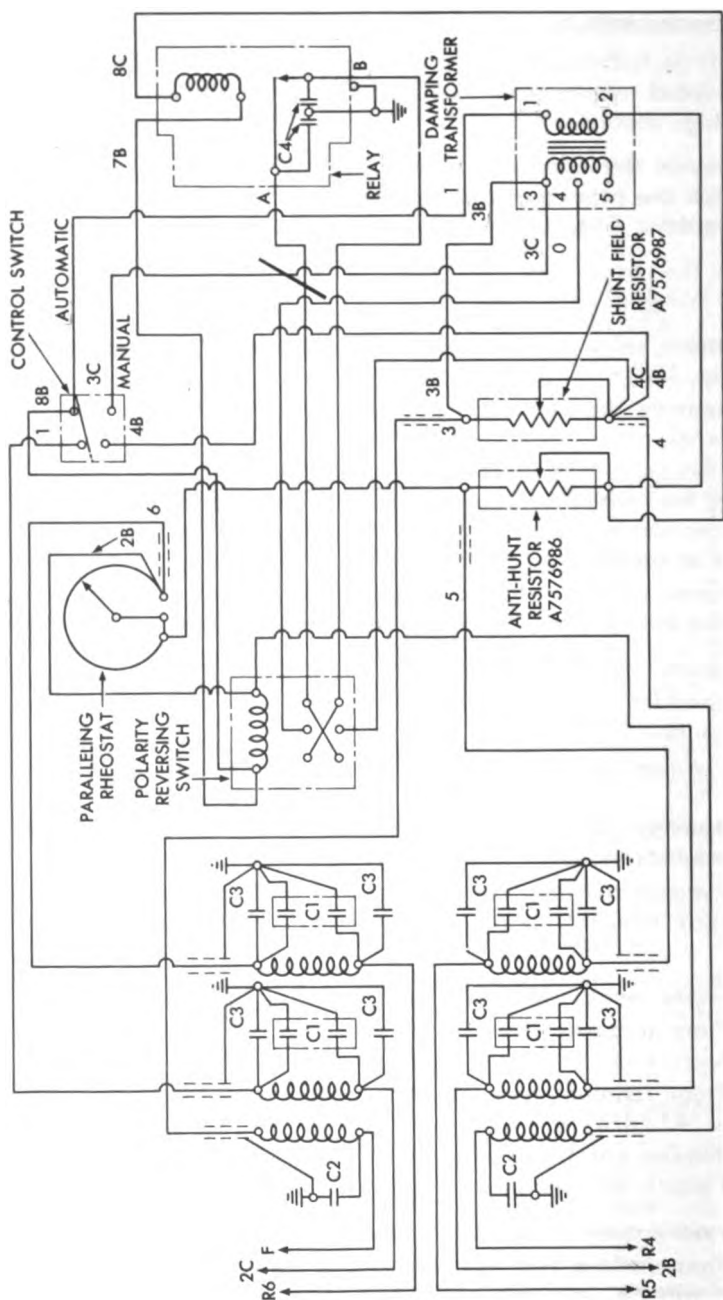 8C
7B
CONTROL SWITCH
AUTOMATIC
8B
1
3C
MANUAL
4B
6
2B
PARALLELING
RHEOSTAT
POLARITY
REVERSING
SWITCH
A
B
C4
RELAY
DAMPING
TRANSFORMER
1
1
2
3
4
5
3B
3C
0
SHUNT FIELD
RESISTOR
A7576987
3B
3
4C
4B
4
5
ANTI-HUNT
RESISTOR
A7576986
C3
C1
C3
C3
C1
C3
C3
C1
C3
C3
C1
C3
C2
C2
F
2C
R6
R4
2B
R5